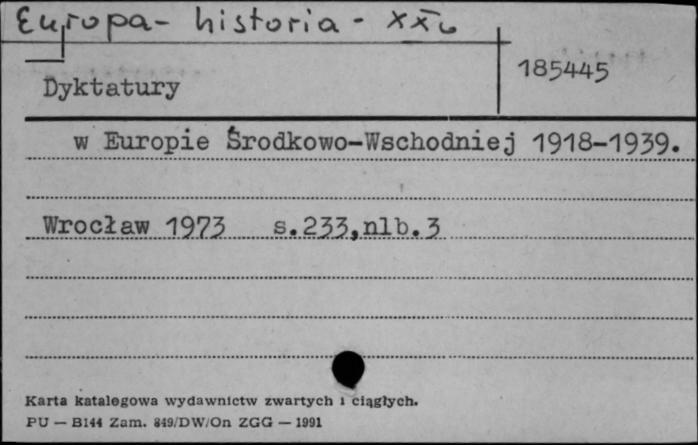 Europa- historia - XXw
185445
Dyktatury
w Europie Środkowo-Wschodniej 1918-1939.
Wrocław 1973 s.233,nlb.3
Karta katalogowa wydawnictw zwartych i ciągłych.
PU — B144 Zam. 849/DW/On ZGG — 1991